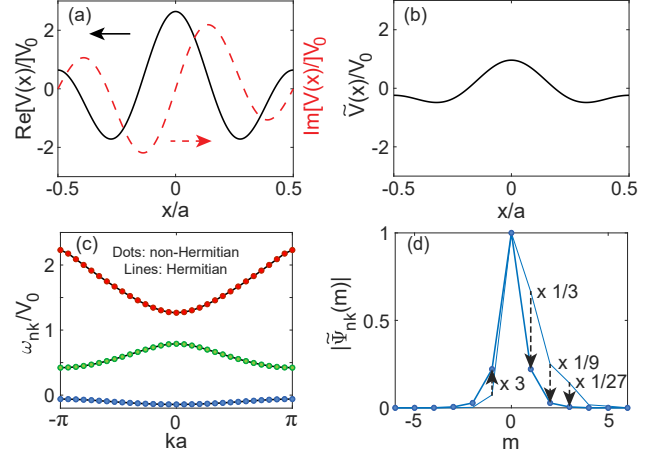 (a)
Re[V(x)/]V₀
2
0
-2
-0.5
0
0.5
x/a
Im[V(x)/]V₀
(b)
Ṽ(x)/V₀
2
0
-2
-0.5
0
0.5
x/a
(c)
Dots: non-Hermitian
Lines: Hermitian
ωₙₖ/V₀
2
1
0
-π
0
π
ka
(d)
|Ψ̃ₙₖ(m)|
1
0.5
0
x 1/3
x 1/9
x 1/27
x 3
-5
0
5
m